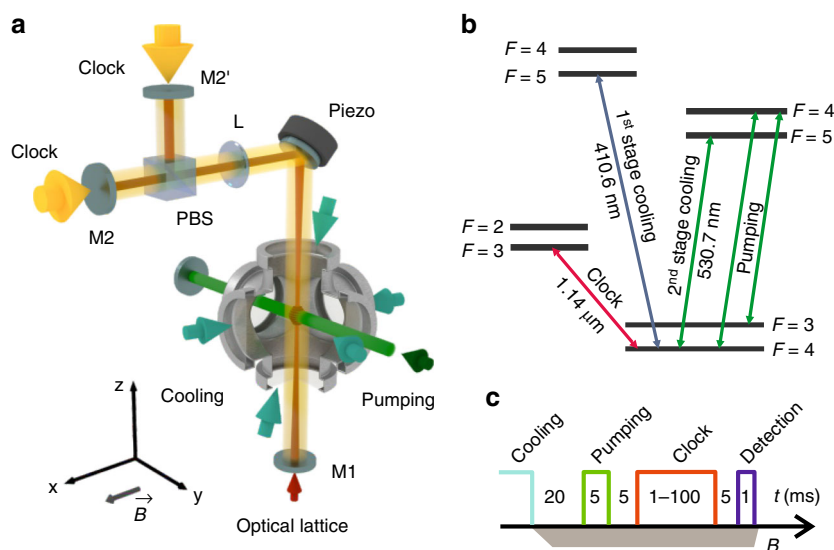 a
Clock
M2'
Piezo
L
Clock
PBS
M2
Cooling
Pumping
z
x
y
B
M1
Optical lattice
b
F = 4
F = 5
F = 4
F = 5
1st stage cooling
410.6 nm
2nd stage cooling
530.7 nm
Pumping
F = 2
F = 3
Clock
1.14 μm
F = 3
F = 4
c
Cooling
Pumping
Clock
Detection
20
5
5
1–100
5
1
t (ms)
B